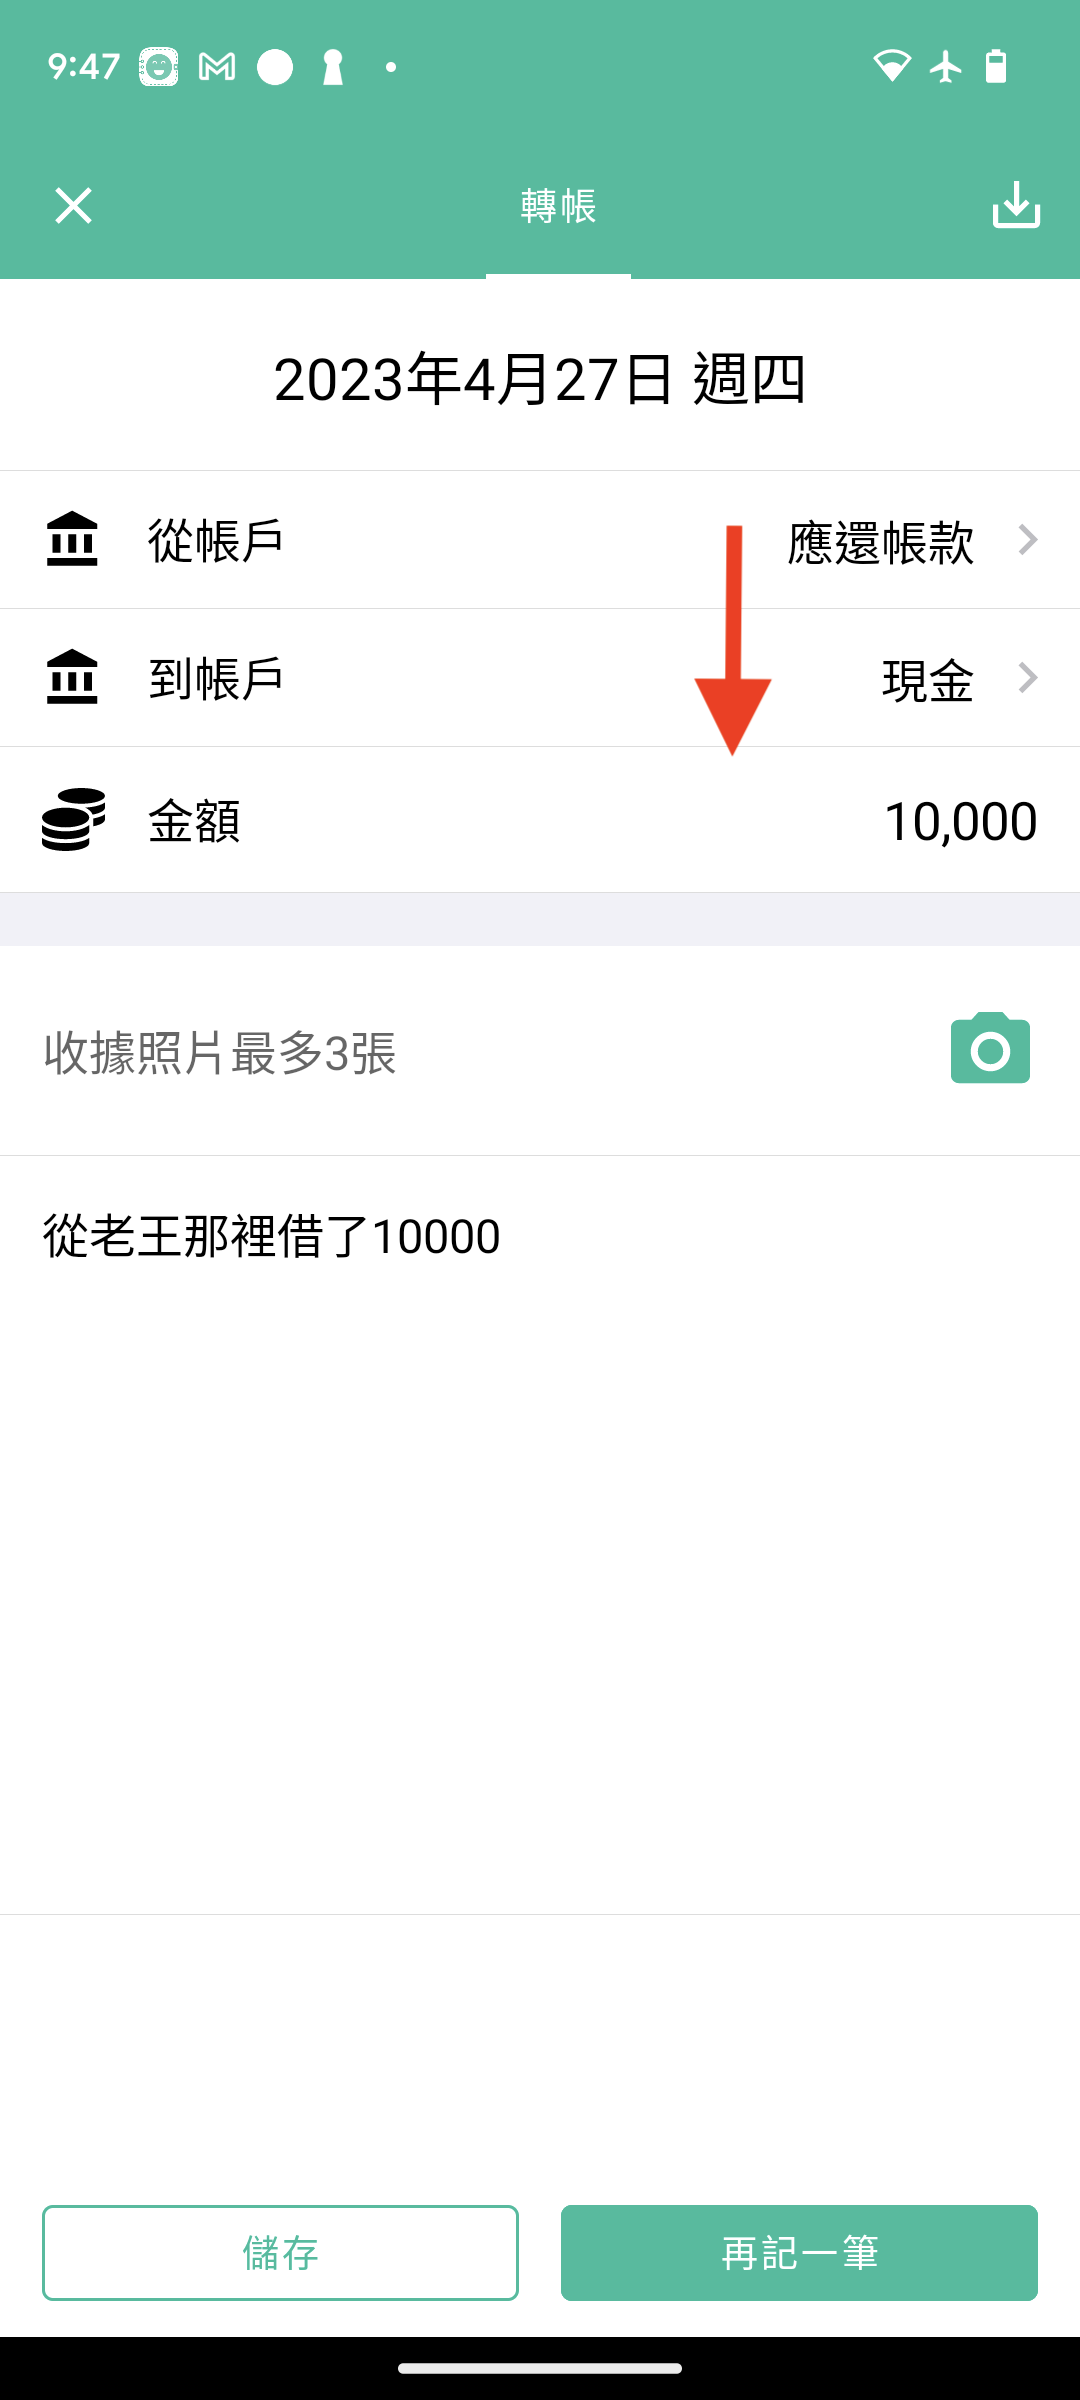 9:47
轉帳
2023年4月27日 週四
從帳戶
應還帳款
到帳戶
現金
金額
10,000
收據照片最多3張
從老王那裡借了10000
儲存
再記一筆